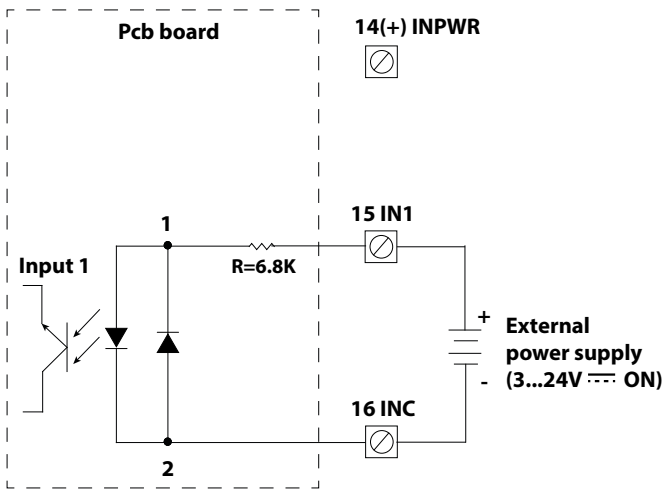 Pcb board
14(+) INPWR
15 IN1
1
Input 1
R=6.8K
+
External
power supply
- (3...24V ⎓ ON)
16 INC
2